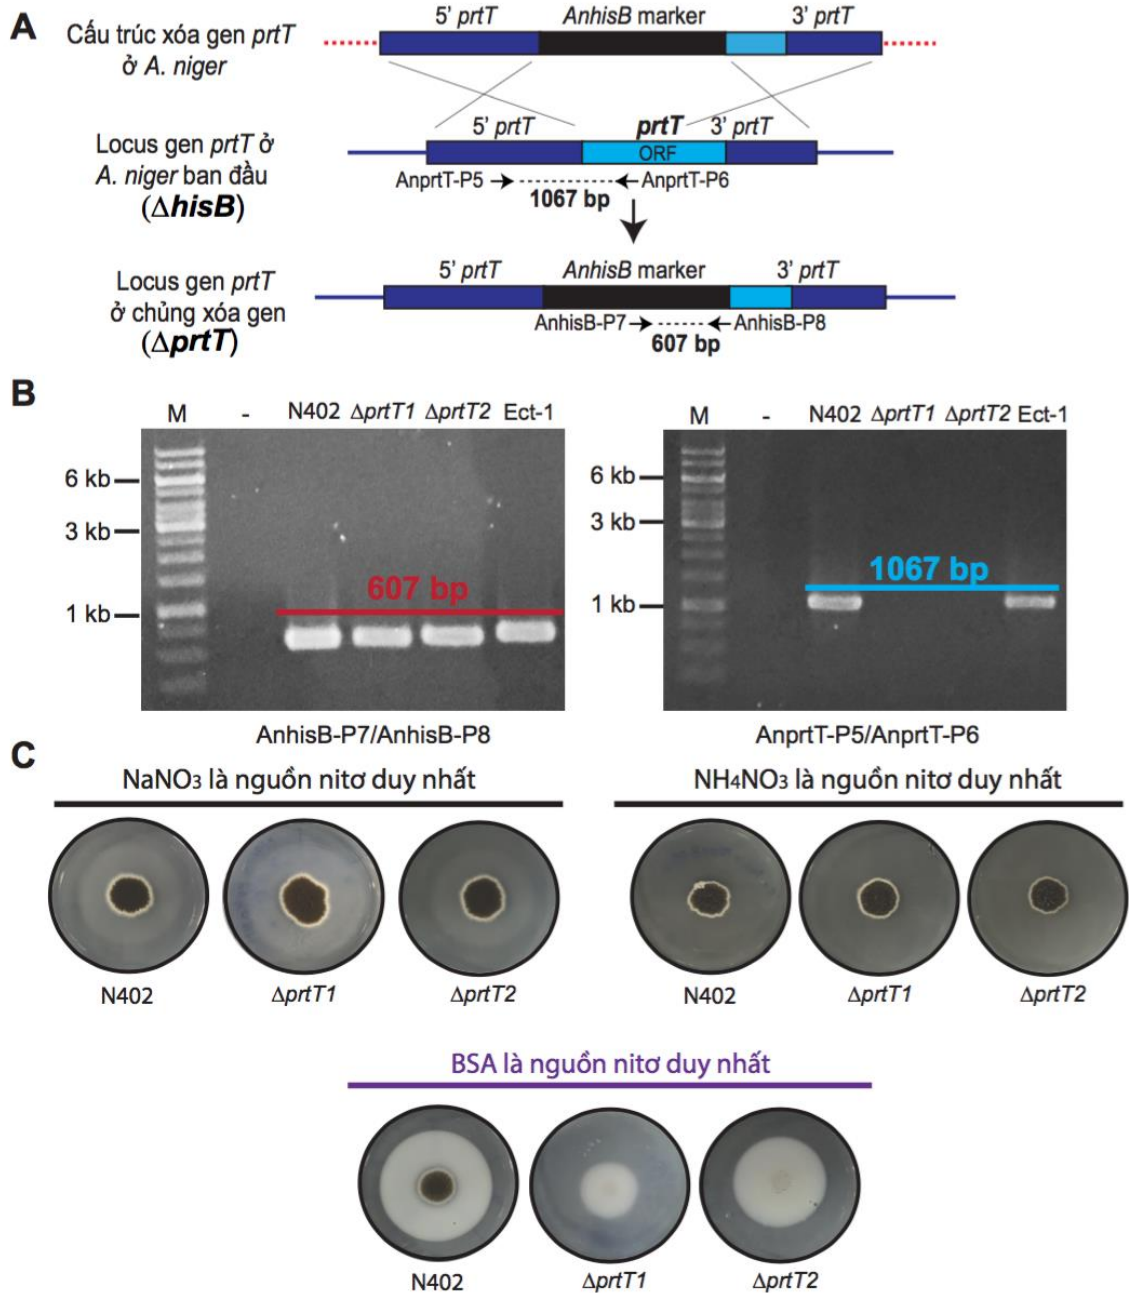 A
Cấu trúc xóa gen prtT
ở A. niger
5’ prtT AnhisB marker 3’ prtT
Locus gen prtT ở
A. niger ban đầu
(ΔhisB)
5’ prtT prtT 3’ prtT
ORF
AnprtT-P5 AnprtT-P6
1067 bp
Locus gen prtT
ở chủng xóa gen
(ΔprtT)
5’ prtT AnhisB marker 3’ prtT
AnhisB-P7 AnhisB-P8
607 bp
B
M - N402 ΔprtT1 ΔprtT2 Ect-1
6 kb
3 kb
1 kb
607 bp
AnhisB-P7/AnhisB-P8
M - N402 ΔprtT1 ΔprtT2 Ect-1
6 kb
3 kb
1 kb
1067 bp
AnprtT-P5/AnprtT-P6
C
NaNO3 là nguồn nitơ duy nhất
N402 ΔprtT1 ΔprtT2
NH4NO3 là nguồn nitơ duy nhất
N402 ΔprtT1 ΔprtT2
BSA là nguồn nitơ duy nhất
N402 ΔprtT1 ΔprtT2